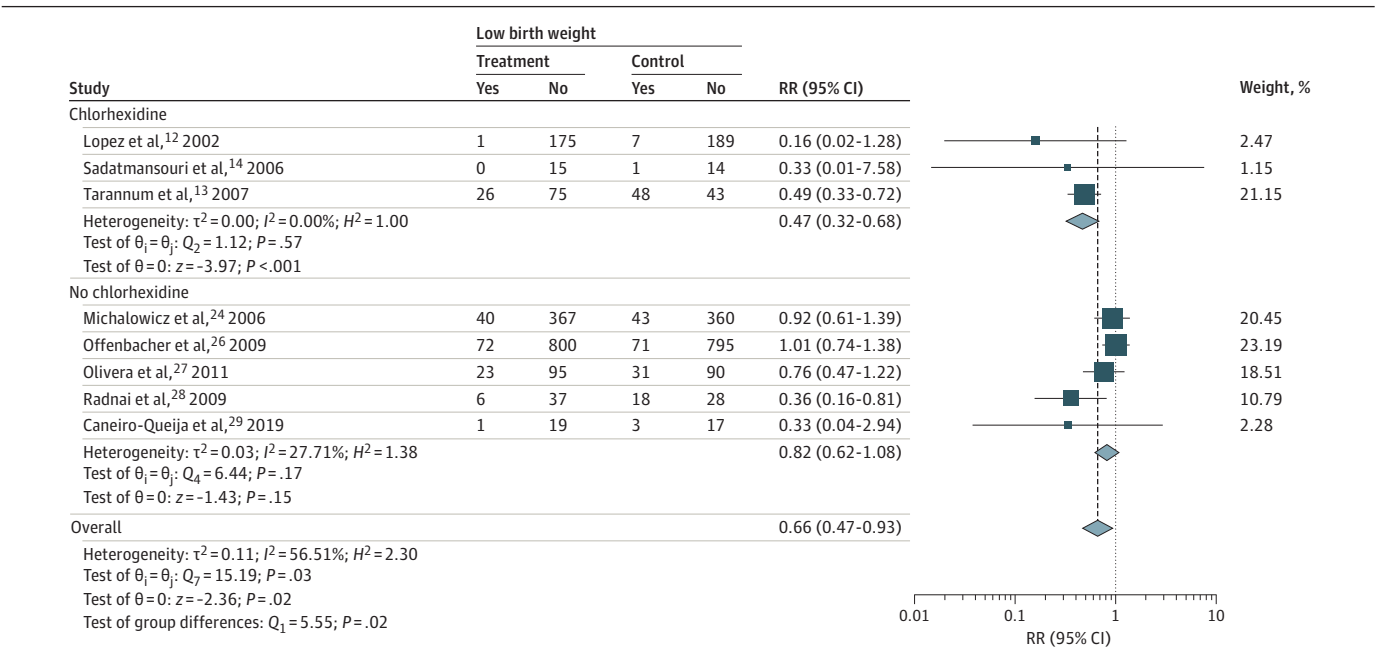 Low birth weight
Treatment Control
Study Yes No Yes No RR (95% CI) Weight, %
Chlorhexidine
Lopez et al,12 2002 1 175 7 189 0.16 (0.02-1.28) 2.47
Sadatmansouri et al,14 2006 0 15 1 14 0.33 (0.01-7.58) 1.15
Tarannum et al,13 2007 26 75 48 43 0.49 (0.33-0.72) 21.15
Heterogeneity: τ2 = 0.00; I2 = 0.00%; H2 = 1.00 0.47 (0.32-0.68)
Test of θi = θj: Q2 = 1.12; P = .57
Test of θ = 0: z = -3.97; P <.001
No chlorhexidine
Michalowicz et al,24 2006 40 367 43 360 0.92 (0.61-1.39) 20.45
Offenbacher et al,26 2009 72 800 71 795 1.01 (0.74-1.38) 23.19
Olivera et al,27 2011 23 95 31 90 0.76 (0.47-1.22) 18.51
Radnai et al,28 2009 6 37 18 28 0.36 (0.16-0.81) 10.79
Caneiro-Queija et al,29 2019 1 19 3 17 0.33 (0.04-2.94) 2.28
Heterogeneity: τ2 = 0.03; I2 = 27.71%; H2 = 1.38 0.82 (0.62-1.08)
Test of θi = θj: Q4 = 6.44; P = .17
Test of θ = 0: z = -1.43; P = .15
Overall 0.66 (0.47-0.93)
Heterogeneity: τ2 = 0.11; I2 = 56.51%; H2 = 2.30
Test of θi = θj: Q7 = 15.19; P = .03
Test of θ = 0: z = -2.36; P = .02
Test of group differences: Q1 = 5.55; P = .02
0.01 0.1 1 10
RR (95% CI)